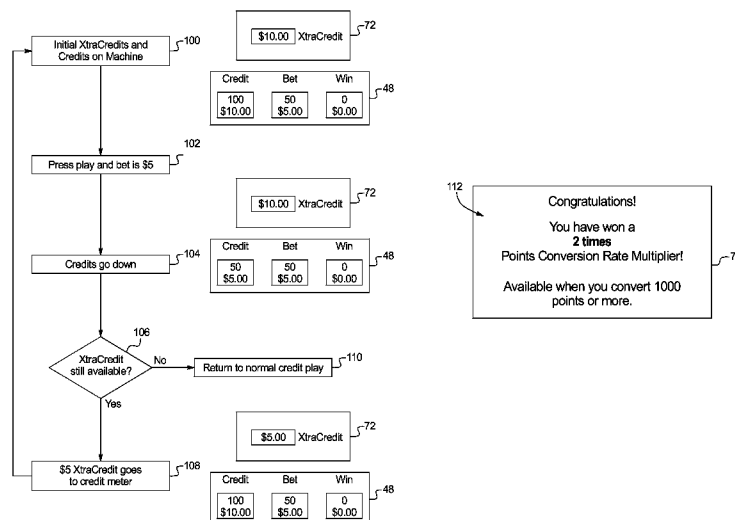 Initial XtraCredits and
Credits on Machine
100
$10.00 XtraCredit
72
Credit Bet Win
100 50 0
$10.00 $5.00 $0.00
48
Press play and bet is $5
102
$10.00 XtraCredit
72
Credits go down
104
Credit Bet Win
50 50 0
$5.00 $5.00 $0.00
48
XtraCredit
still available?
106
No
Return to normal credit play
110
Yes
$5.00 XtraCredit
72
$5 XtraCredit goes
to credit meter
108
Credit Bet Win
100 50 0
$10.00 $5.00 $0.00
48
112
Congratulations!
You have won a
2 times
Points Conversion Rate Multiplier!
Available when you convert 1000
points or more.